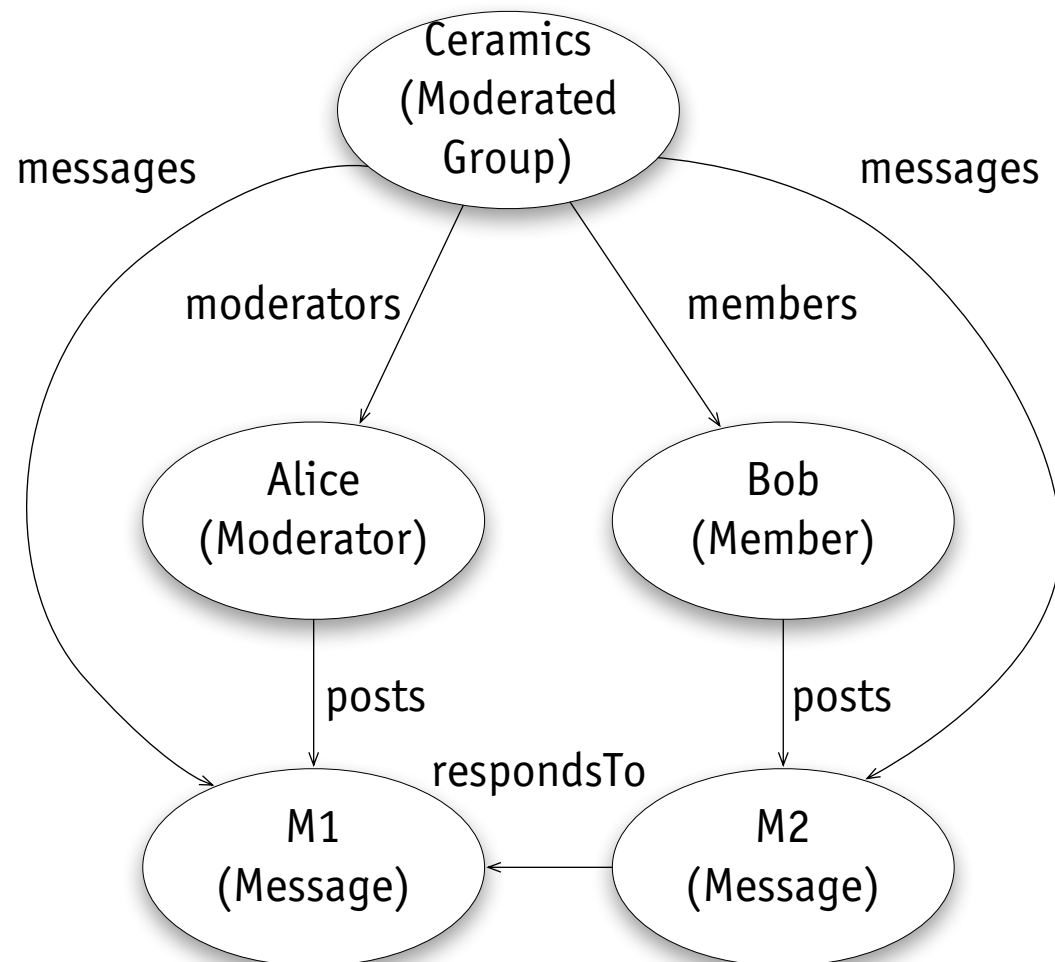 Ceramics
(Moderated
Group)
messages
messages
moderators
members
Alice
(Moderator)
Bob
(Member)
posts
posts
respondsTo
M1
(Message)
M2
(Message)